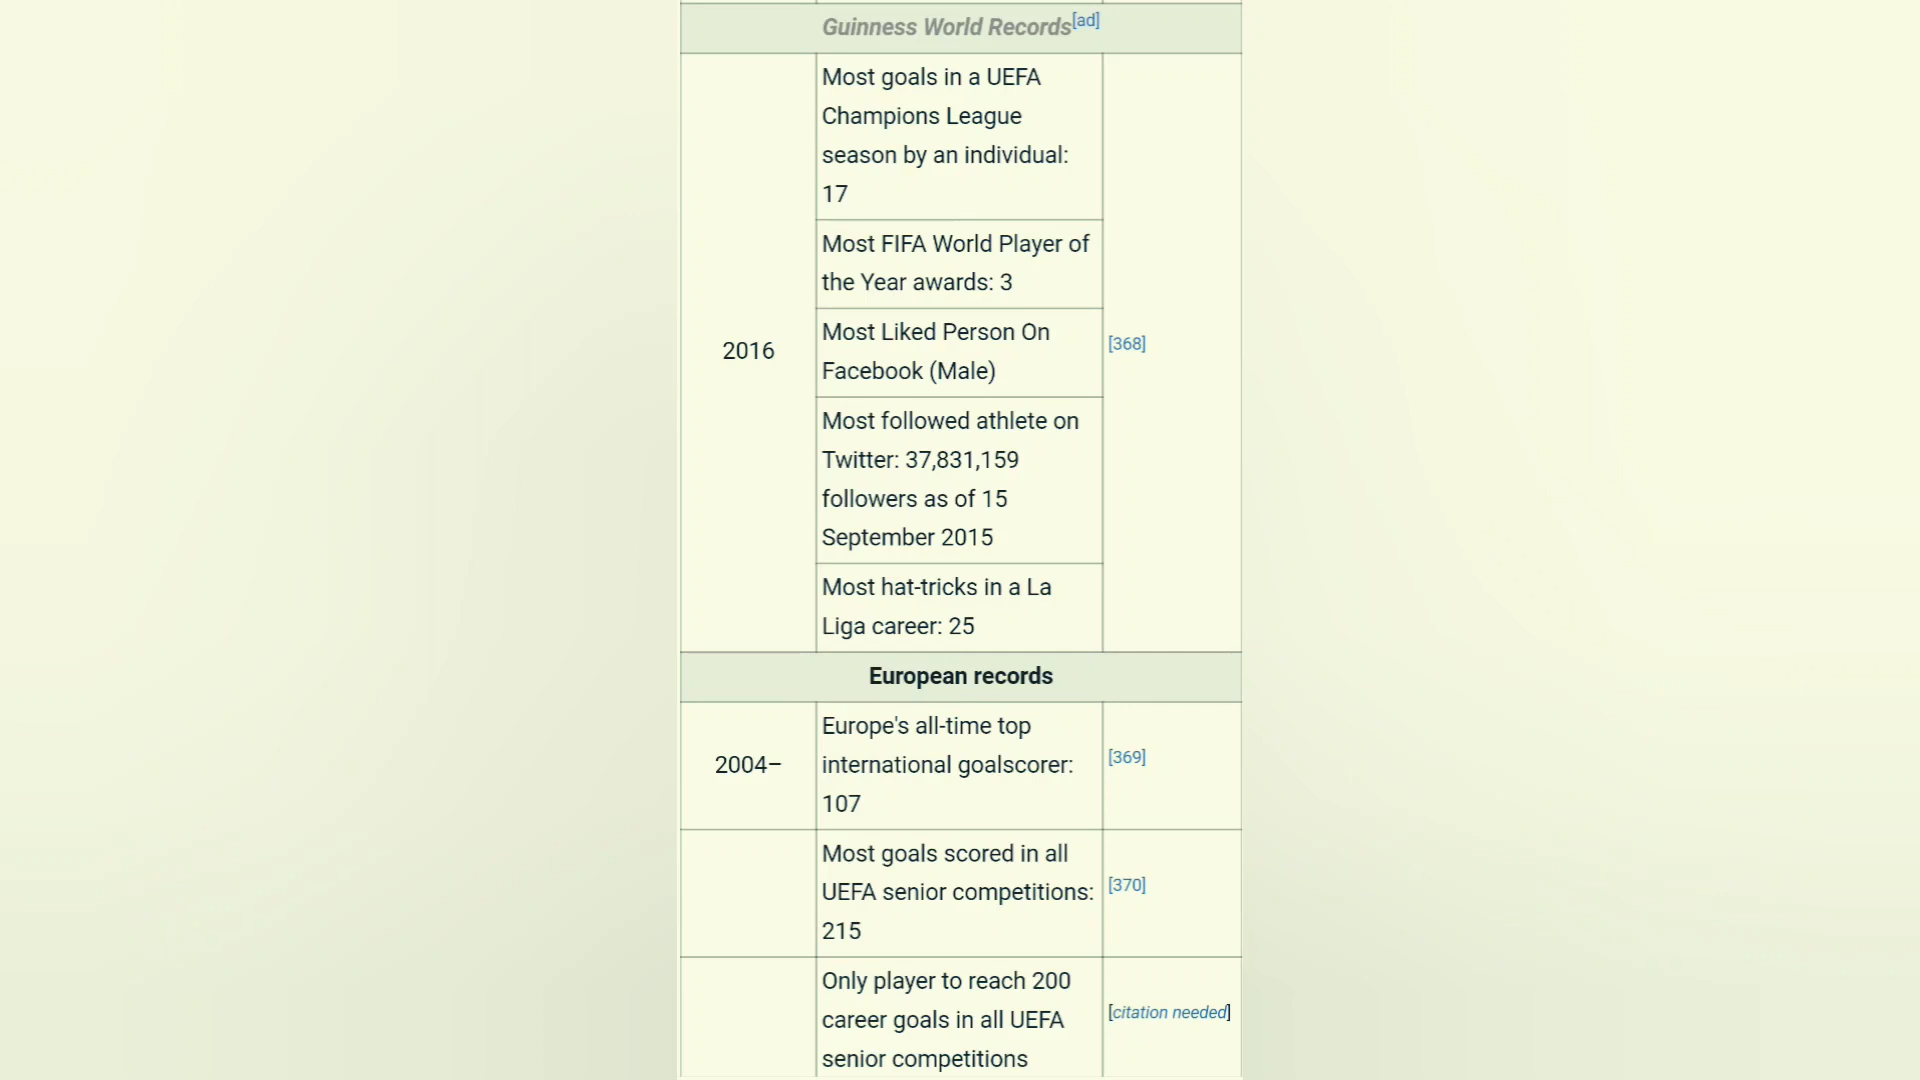 Guinness World Records[ad]
Most goals in a UEFA
Champions League
season by an individual:
17
Most FIFA World Player of
the Year awards: 3
2016
Most Liked Person On
Facebook (Male)
[368]
Most followed athlete on
Twitter: 37,831,159
followers as of 15
September 2015
Most hat-tricks in a La
Liga career: 25
European records
2004–
Europe's all-time top
international goalscorer:
107
[369]
Most goals scored in all
UEFA senior competitions:
215
[370]
Only player to reach 200
career goals in all UEFA
senior competitions
[citation needed]